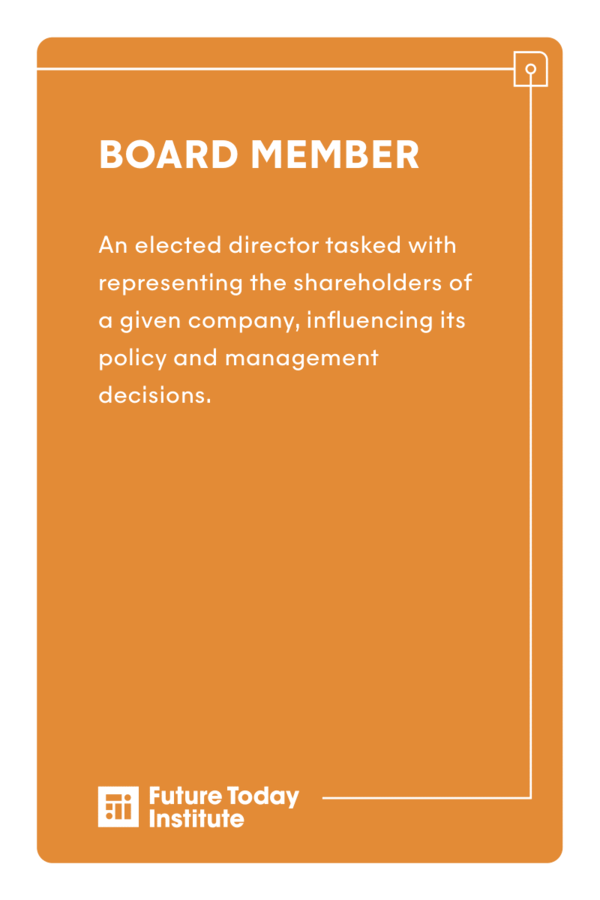 BOARD MEMBER
An elected director tasked with
representing the shareholders of
a given company, influencing its
policy and management
decisions.
Future Today
Institute